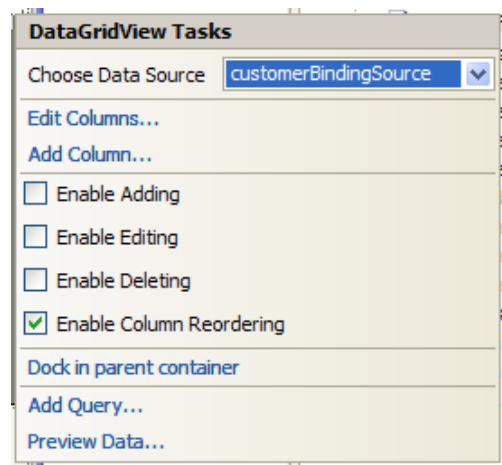 DataGridView Tasks
Choose Data Source customerBindingSource
Edit Columns...
Add Column...
Enable Adding
Enable Editing
Enable Deleting
Enable Column Reordering
Dock in parent container
Add Query...
Preview Data...